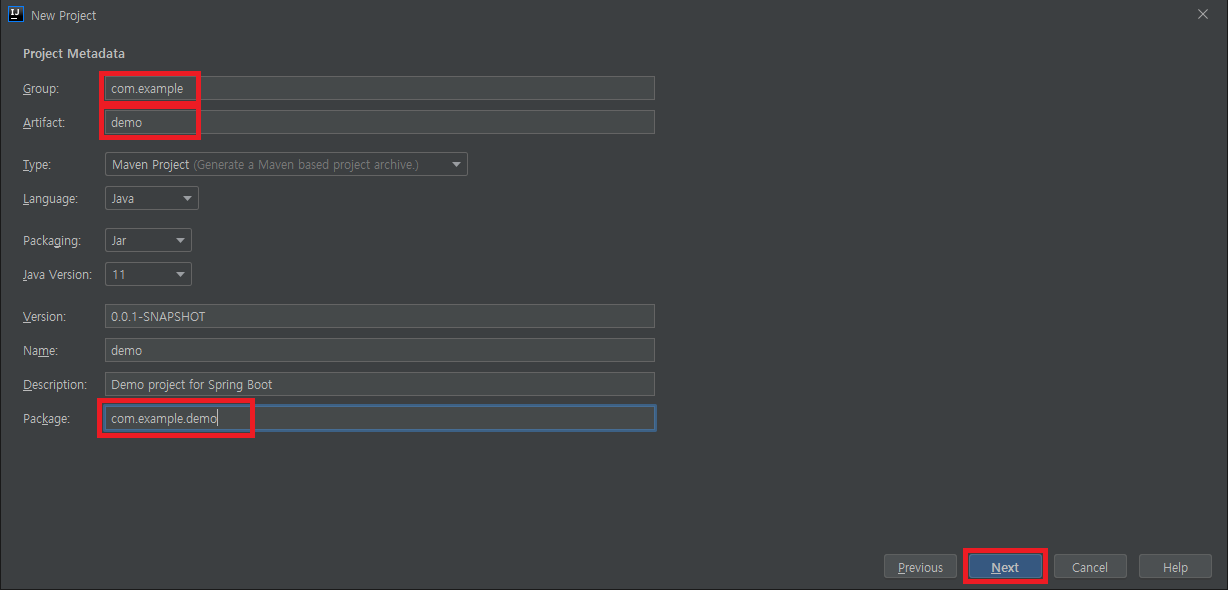 IJ New Project
Project Metadata
Group: com.example
Artifact: demo
Type: Maven Project (Generate a Maven based project archive.)
Language: Java
Packaging: Jar
Java Version: 11
Version: 0.0.1-SNAPSHOT
Name: demo
Description: Demo project for Spring Boot
Package: com.example.demo
Previous Next Cancel Help